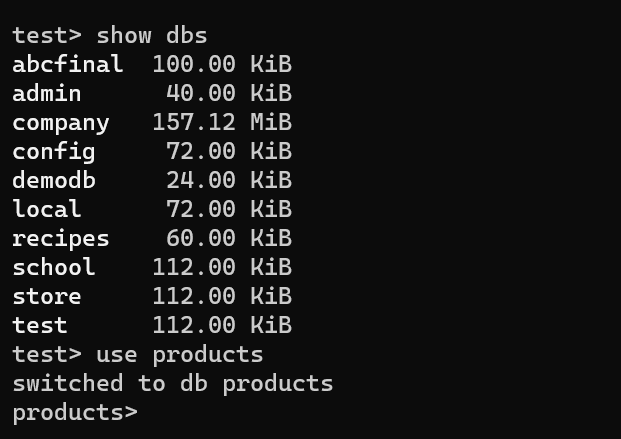 test> show dbs
abcfinal  100.00 KiB
admin      40.00 KiB
company   157.12 MiB
config     72.00 KiB
demodb     24.00 KiB
local      72.00 KiB
recipes    60.00 KiB
school    112.00 KiB
store     112.00 KiB
test      112.00 KiB
test> use products
switched to db products
products>